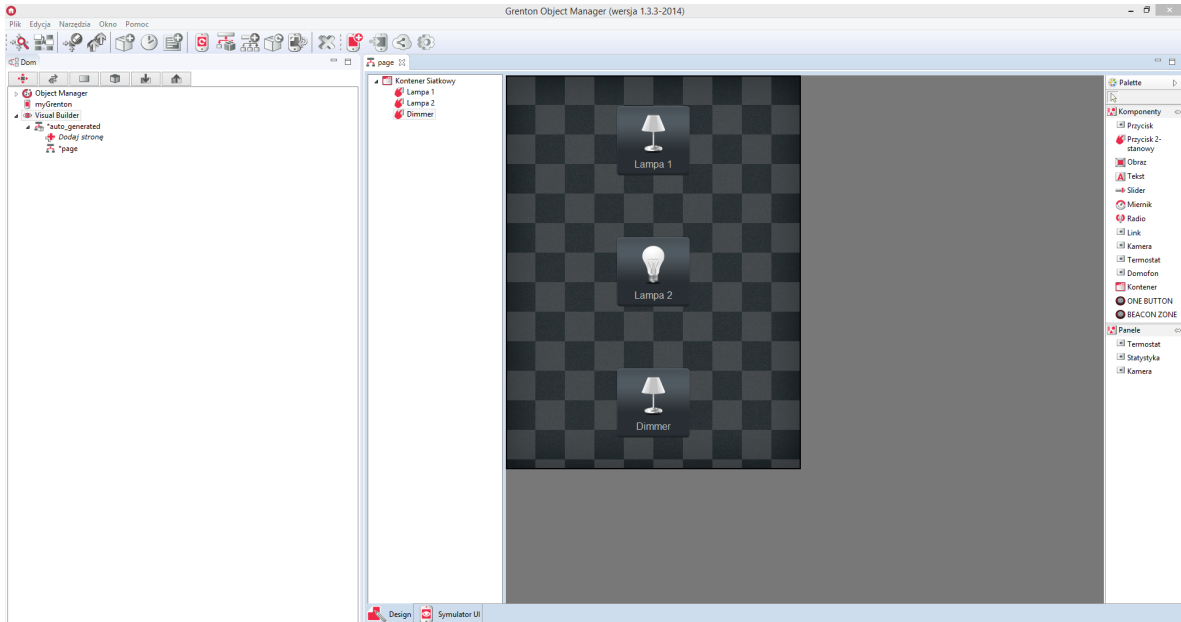 Grenton Object Manager (wersja 1.3.3-2014)
Plik Edycja Narzędzia Okno Pomoc
Dom
page
Object Manager
myGrenton
Visual Builder
*auto_generated
Dodaj stronę
*page
Kontener Siatkowy
Lampa 1
Lampa 2
Dimmer
Lampa 1
Lampa 2
Dimmer
Palette
Komponenty
Przycisk
Przycisk 2-
stanowy
Obraz
Tekst
Slider
Miernik
Radio
Link
Kamera
Termostat
Domofon
Kontener
ONE BUTTON
BEACON ZONE
Panele
Termostat
Statystyka
Kamera
Design Symulator UI